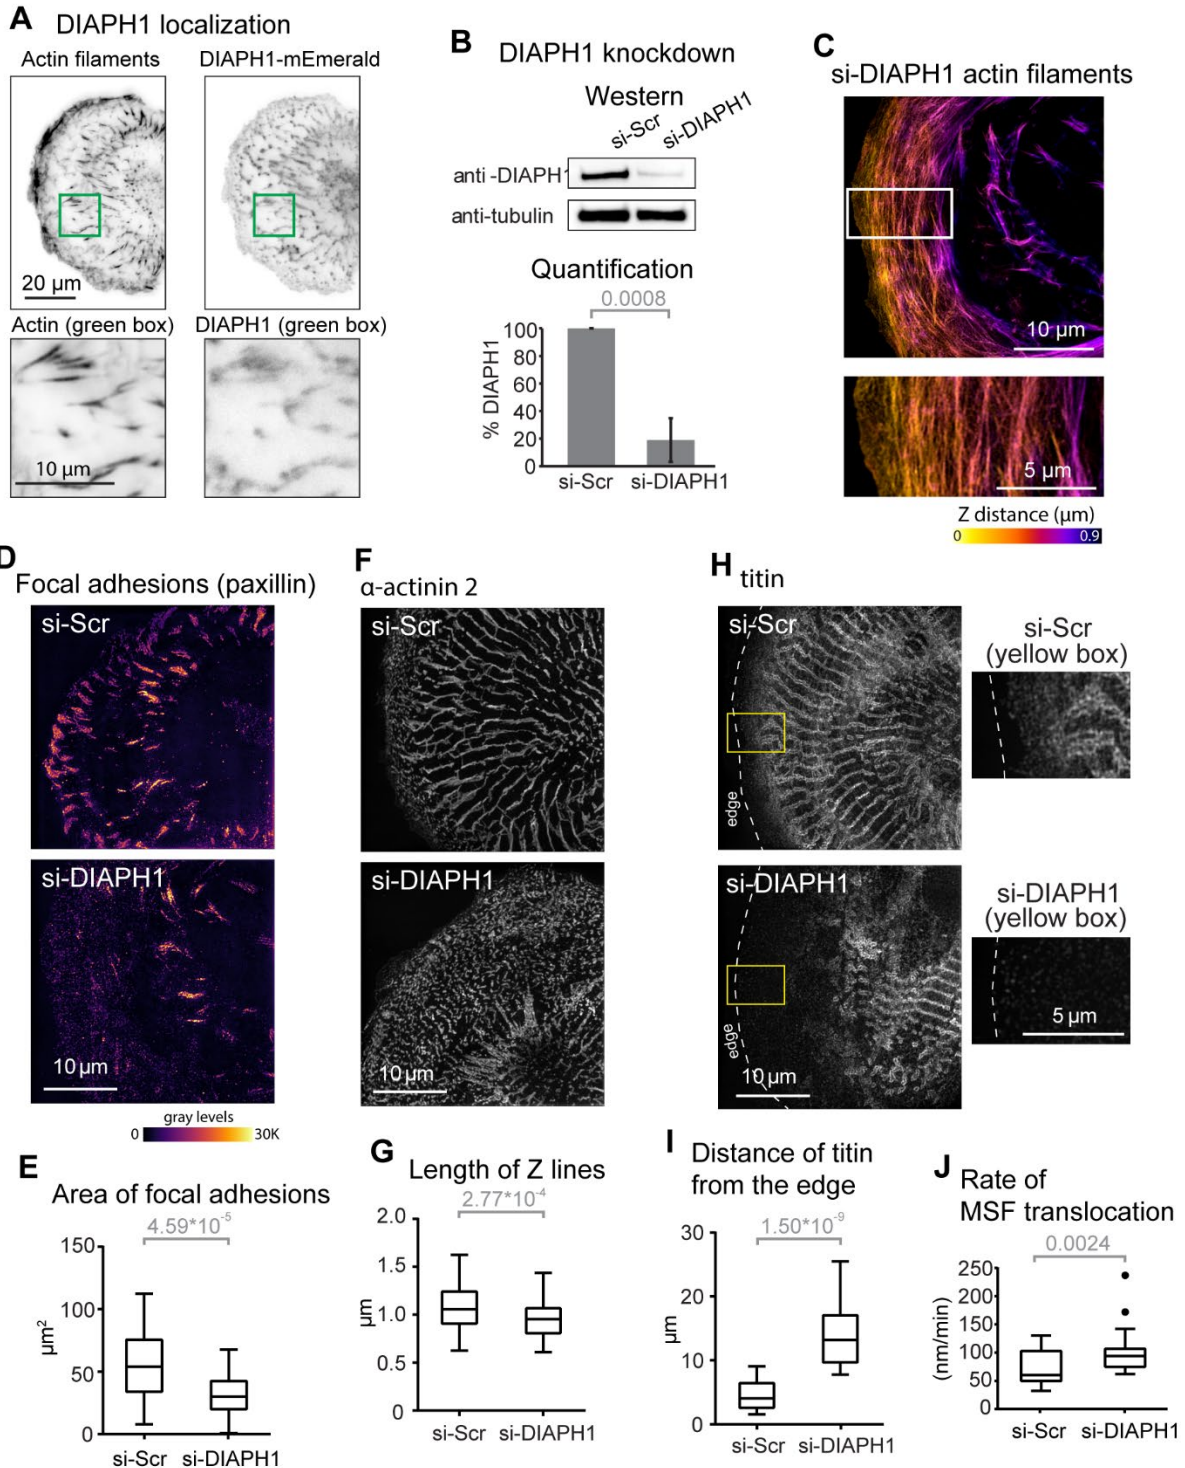 A
DIAPH1 localization
Actin filaments
DIAPH1-mEmerald
20 µm
Actin (green box)
DIAPH1 (green box)
10 µm
B
DIAPH1 knockdown
Western
si-Scr
si-DIAPH1
anti -DIAPH1
anti-tubulin
Quantification
0.0008
% DIAPH1
100
80
60
40
20
0
si-Scr
si-DIAPH1
C
si-DIAPH1 actin filaments
10 µm
5 µm
Z distance (µm)
0
0.9
D
Focal adhesions (paxillin)
si-Scr
si-DIAPH1
10 µm
gray levels
0
30K
F
α-actinin 2
si-Scr
si-DIAPH1
10 µm
H
titin
si-Scr
edge
si-Scr
(yellow box)
si-DIAPH1
edge
10 µm
si-DIAPH1
(yellow box)
5 µm
E
Area of focal adhesions
4.59*10⁻⁵
µm²
150
100
50
0
si-Scr
si-DIAPH1
G
Length of Z lines
2.77*10⁻⁴
µm
2.0
1.0
0.5
0
si-Scr
si-DIAPH1
I
Distance of titin
from the edge
1.50*10⁻⁹
µm
30
20
10
0
si-Scr
si-DIAPH1
J
Rate of
MSF translocation
0.0024
(nm/min)
250
200
150
100
50
0
si-Scr
si-DIAPH1